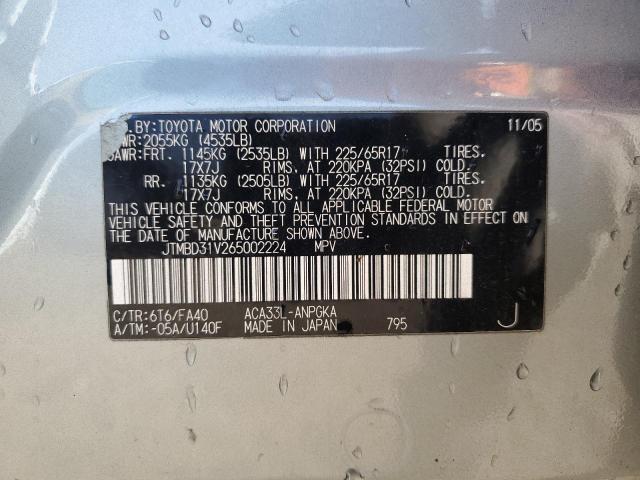 BY:TOYOTA MOTOR CORPORATION 11/05
2055KG (4535LB)
FRT. 1145KG (2535LB) WITH 225/65R17 TIRES.
17X7J RIMS. AT 220KPA (32PSI) COLD.
RR. 1135KG (2505LB) WITH 225/65R17 TIRES.
17X7J RIMS, AT 220KPA (32PSI) COLD.
THIS VEHICLE CONFORMS TO ALL APPLICABLE FEDERAL MOTOR
VEHICLE SAFETY AND THEFT PREVENTION STANDARDS IN EFFECT ON
THE DATE OF MANUFACTURE SHOWN ABOVE.
JTMBD31V265002224 MPV
C/TR:6T6/FA40 ACA33L-ANPGKA
A/TM:-05A/U140F MADE IN JAPAN 795 J